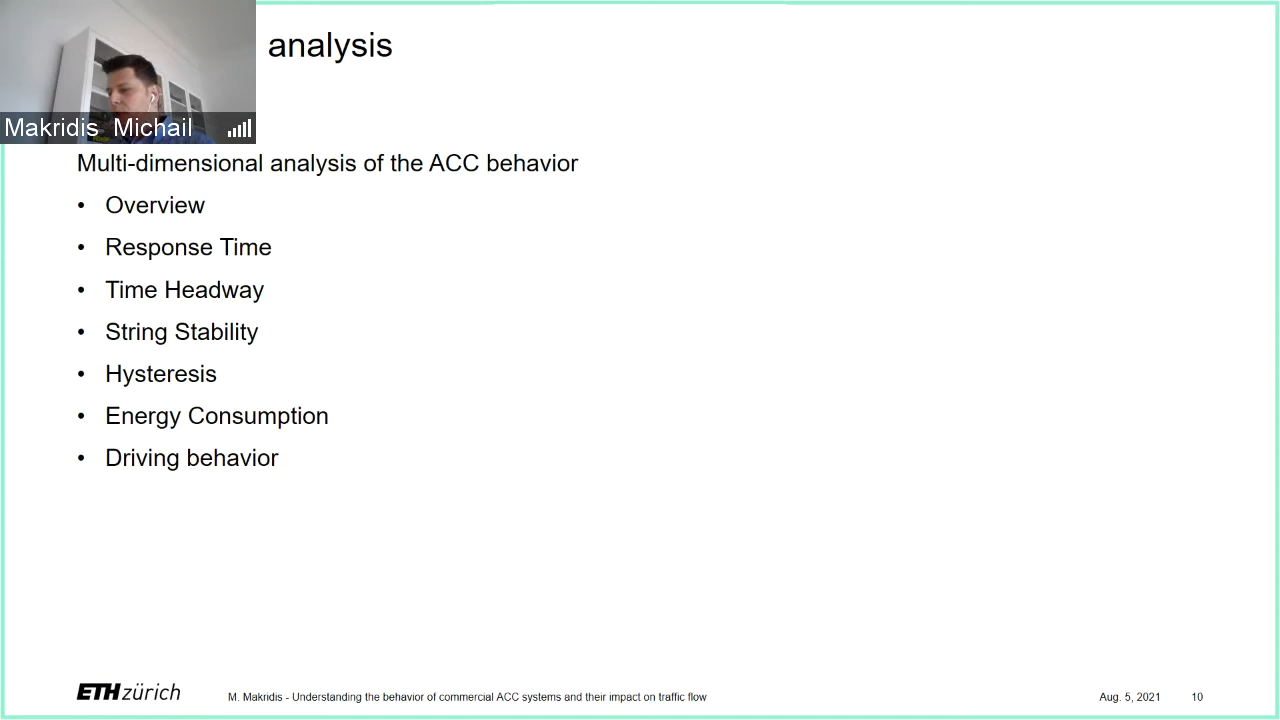 analysis
Makridis Michail
Multi-dimensional analysis of the ACC behavior
• Overview
• Response Time
• Time Headway
• String Stability
• Hysteresis
• Energy Consumption
• Driving behavior
ETH zürich
M. Makridis - Understanding the behavior of commercial ACC systems and their impact on traffic flow
Aug. 5, 2021
10